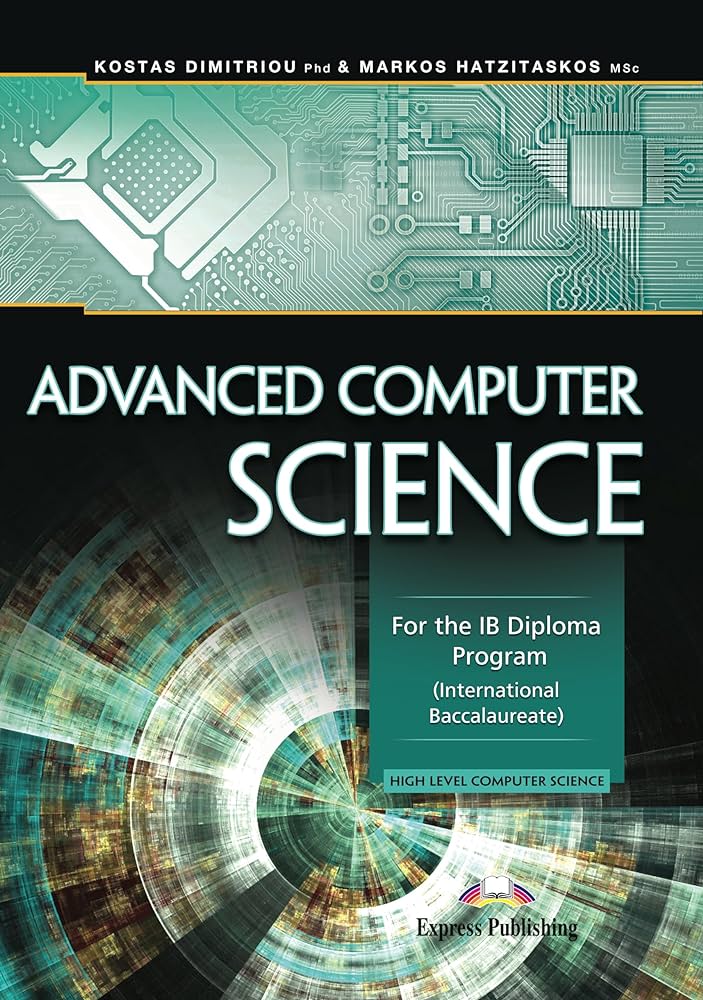 KOSTAS DIMITRIOU Phd & MARKOS HATZITASKOS MSc
ADVANCED COMPUTER
SCIENCE
For the IB Diploma
Program
(International
Baccalaureate)
HIGH LEVEL COMPUTER SCIENCE
Express Publishing